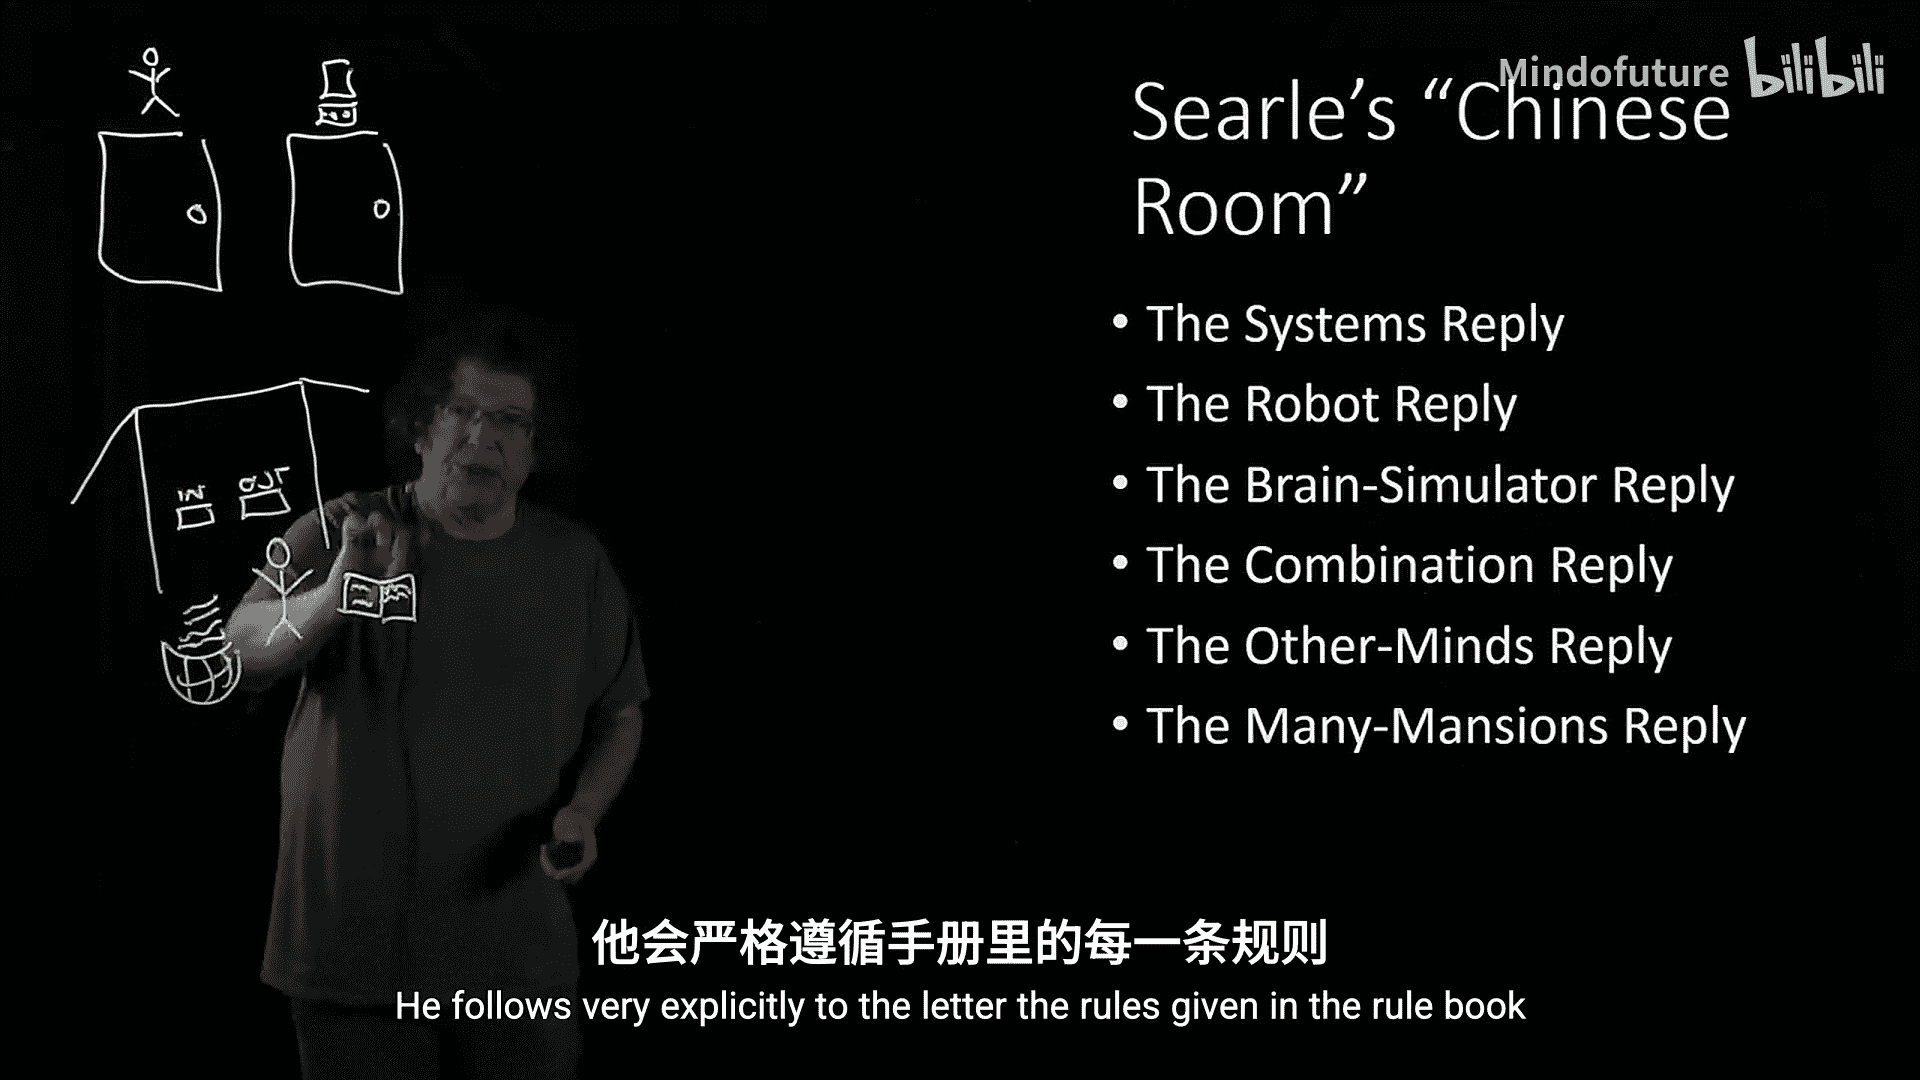 Mindofuture bilibili
Searle’s “Chinese
Room”
• The Systems Reply
• The Robot Reply
• The Brain-Simulator Reply
• The Combination Reply
• The Other-Minds Reply
• The Many-Mansions Reply
IN OUT
他会严格遵循手册里的每一条规则
He follows very explicitly to the letter the rules given in the rule book